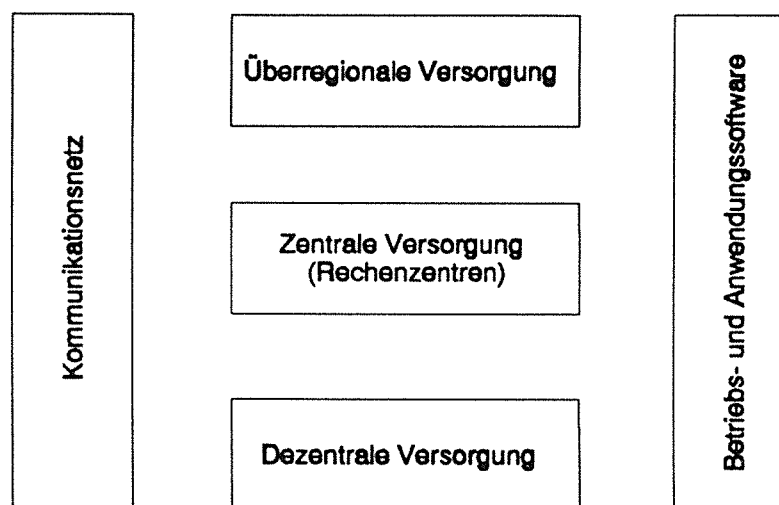 Kommunikationsnetz
Überregionale Versorgung
Zentrale Versorgung
(Rechenzentren)
Dezentrale Versorgung
Betriebs- und Anwendungssoftware